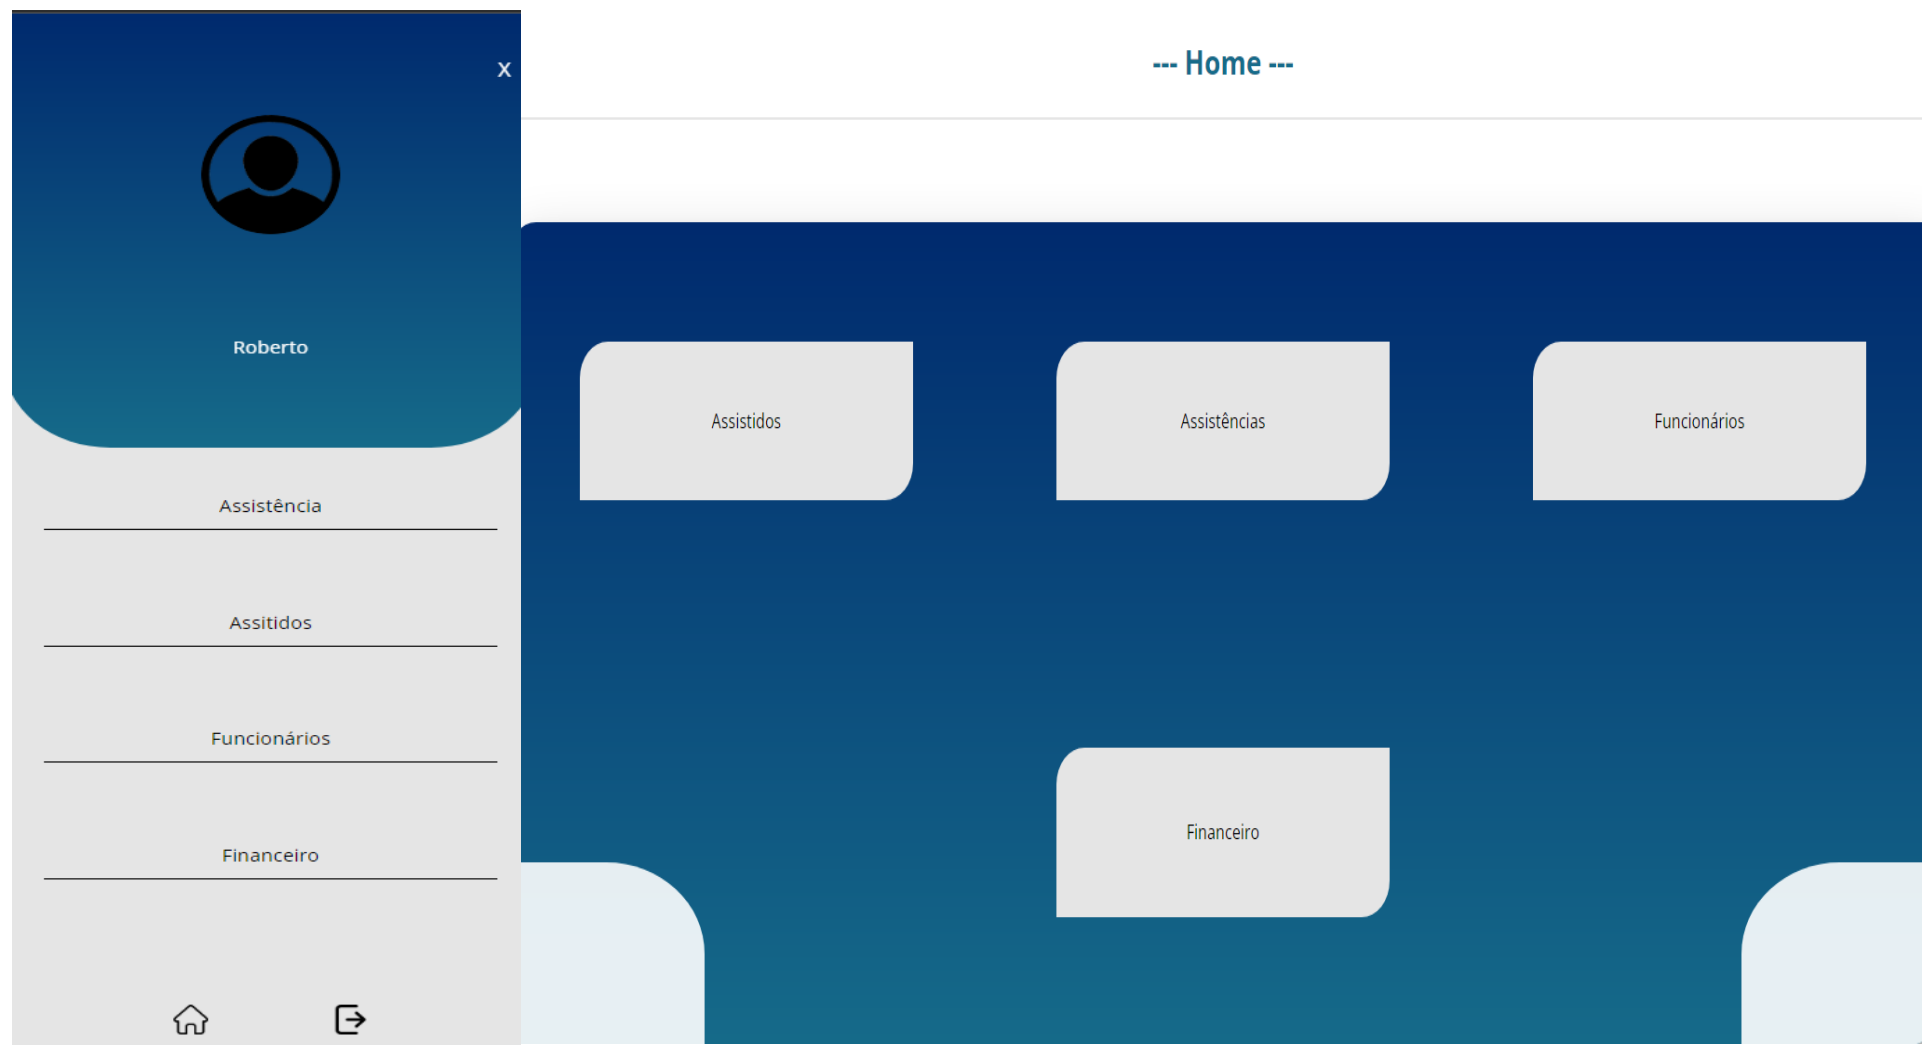 X
Roberto
Assistência
Assitidos
Funcionários
Financeiro
--- Home ---
Assistidos
Assistências
Funcionários
Financeiro